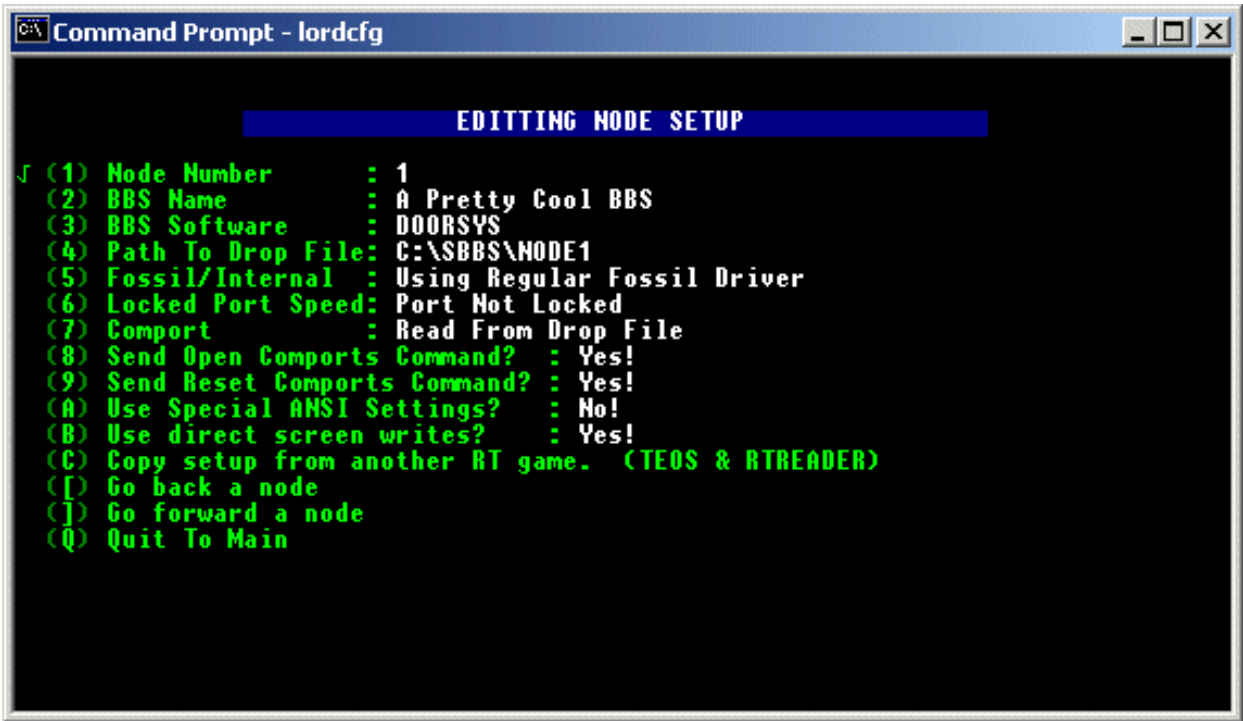 Command Prompt - lordcfg
EDITTING NODE SETUP
√ (1) Node Number : 1
(2) BBS Name : A Pretty Cool BBS
(3) BBS Software : DOORSYS
(4) Path To Drop File: C:\SBBS\NODE1
(5) Fossil/Internal : Using Regular Fossil Driver
(6) Locked Port Speed: Port Not Locked
(7) Comport : Read From Drop File
(8) Send Open Comports Command? : Yes!
(9) Send Reset Comports Command? : Yes!
(A) Use Special ANSI Settings? : No!
(B) Use direct screen writes? : Yes!
(C) Copy setup from another RT game. (TEOS & RTREADER)
([) Go back a node
(]) Go forward a node
(Q) Quit To Main